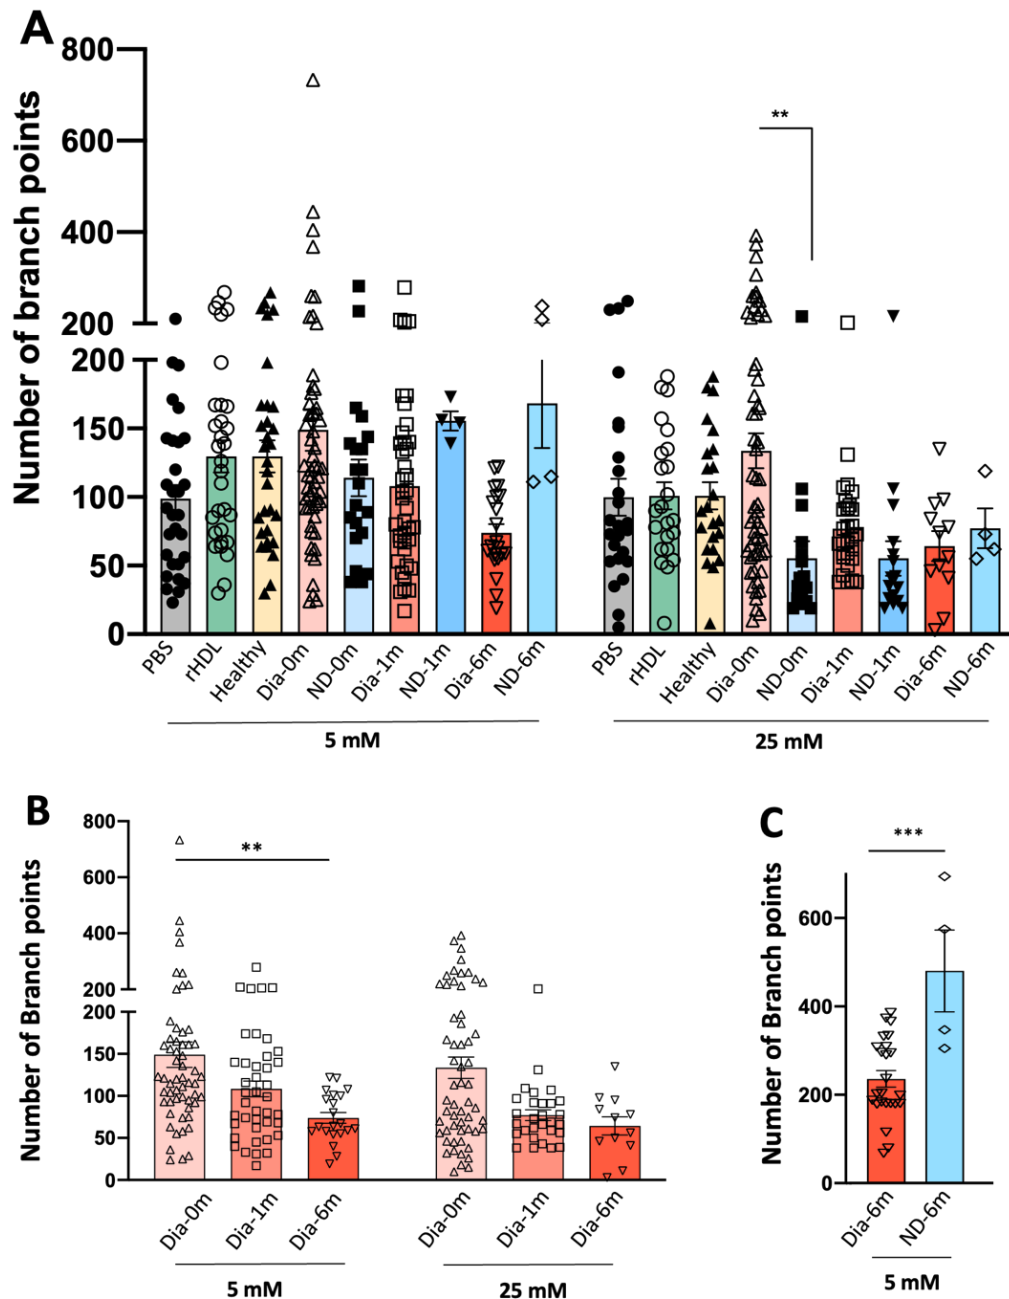 A
Number of branch points
800
600
400
200
200
150
100
50
0
**
PBS rHDL Healthy Dia-0m ND-0m Dia-1m ND-1m Dia-6m ND-6m
PBS rHDL Healthy Dia-0m ND-0m Dia-1m ND-1m Dia-6m ND-6m
5 mM
25 mM
B
Number of Branch points
800
600
400
200
200
150
100
50
0
**
Dia-0m Dia-1m Dia-6m
Dia-0m Dia-1m Dia-6m
5 mM
25 mM
C
Number of Branch points
600
400
200
0
***
Dia-6m ND-6m
5 mM